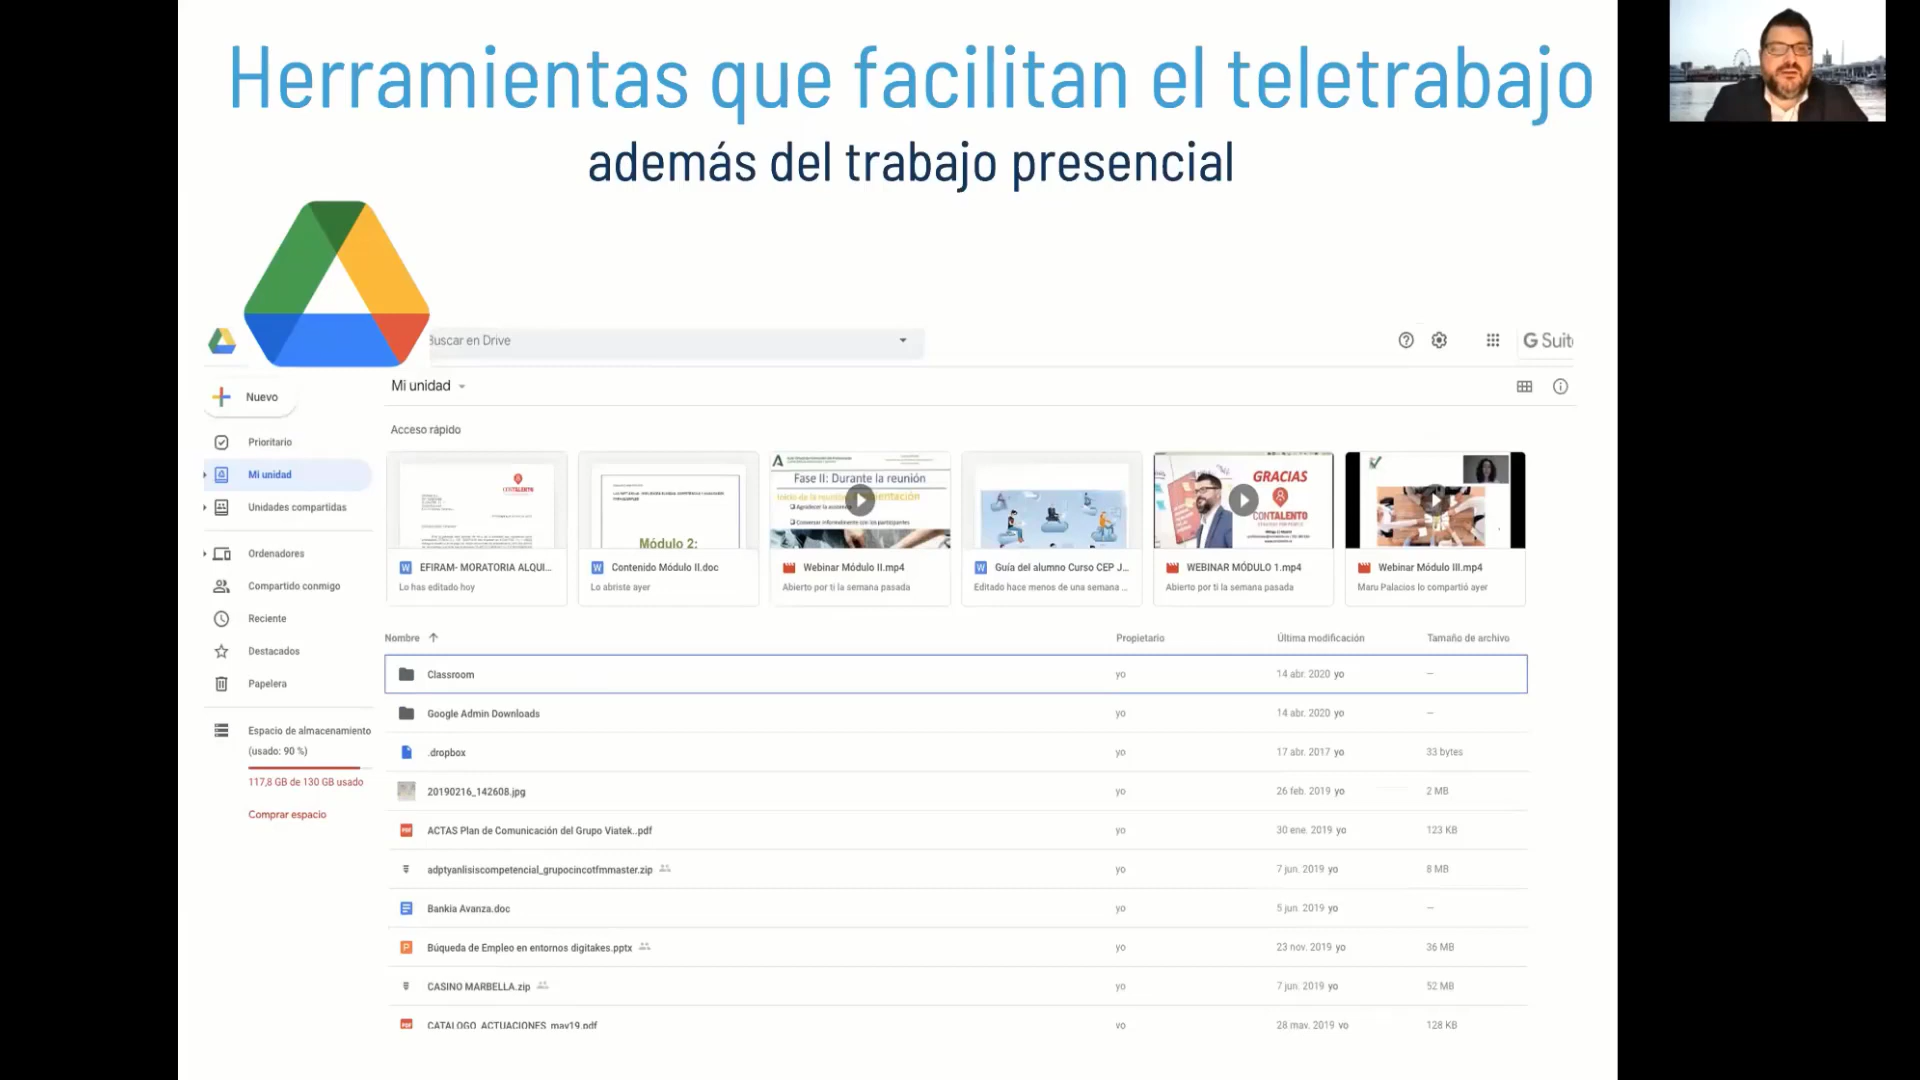 Herramientas que facilitan el teletrabajo
además del trabajo presencial
Buscar en Drive
G Suite
Nuevo
Mi unidad
Prioritario
Mi unidad
Unidades compartidas
Ordenadores
Compartido conmigo
Reciente
Destacados
Papelera
Espacio de almacenamiento
(usado: 90 %)
117,8 GB de 130 GB usado
Comprar espacio
Acceso rápido
CONTALENTO
EFIRAM- MORATORIA ALQUI...
Lo has editado hoy
Módulo 2:
Contenido Módulo II.doc
Lo abriste ayer
Fase II: Durante la reunión
Webinar Módulo II.mp4
Abierto por ti la semana pasada
Guía del alumno Curso CEP J...
Editado hace menos de una semana ...
GRACIAS
CONTALENTO
WEBINAR MÓDULO 1.mp4
Abierto por ti la semana pasada
Webinar Módulo III.mp4
Maru Palacios lo compartió ayer
Nombre Propietario Última modificación Tamaño de archivo
Classroom yo 14 abr. 2020 yo —
Google Admin Downloads yo 14 abr. 2020 yo —
.dropbox yo 17 abr. 2017 yo 33 bytes
20190216_142608.jpg yo 26 feb. 2019 yo 2 MB
ACTAS Plan de Comunicación del Grupo Viatek..pdf yo 30 ene. 2019 yo 123 KB
adptyanlisiscompetencial_grupocincotfmmaster.zip yo 7 jun. 2019 yo 8 MB
Bankia Avanza.doc yo 5 jun. 2019 yo —
Búqueda de Empleo en entornos digitakes.pptx yo 23 nov. 2019 yo 36 MB
CASINO MARBELLA.zip yo 7 jun. 2019 yo 52 MB
CATALOGO_ACTUACIONES_may19.pdf yo 28 may. 2019 yo 128 KB